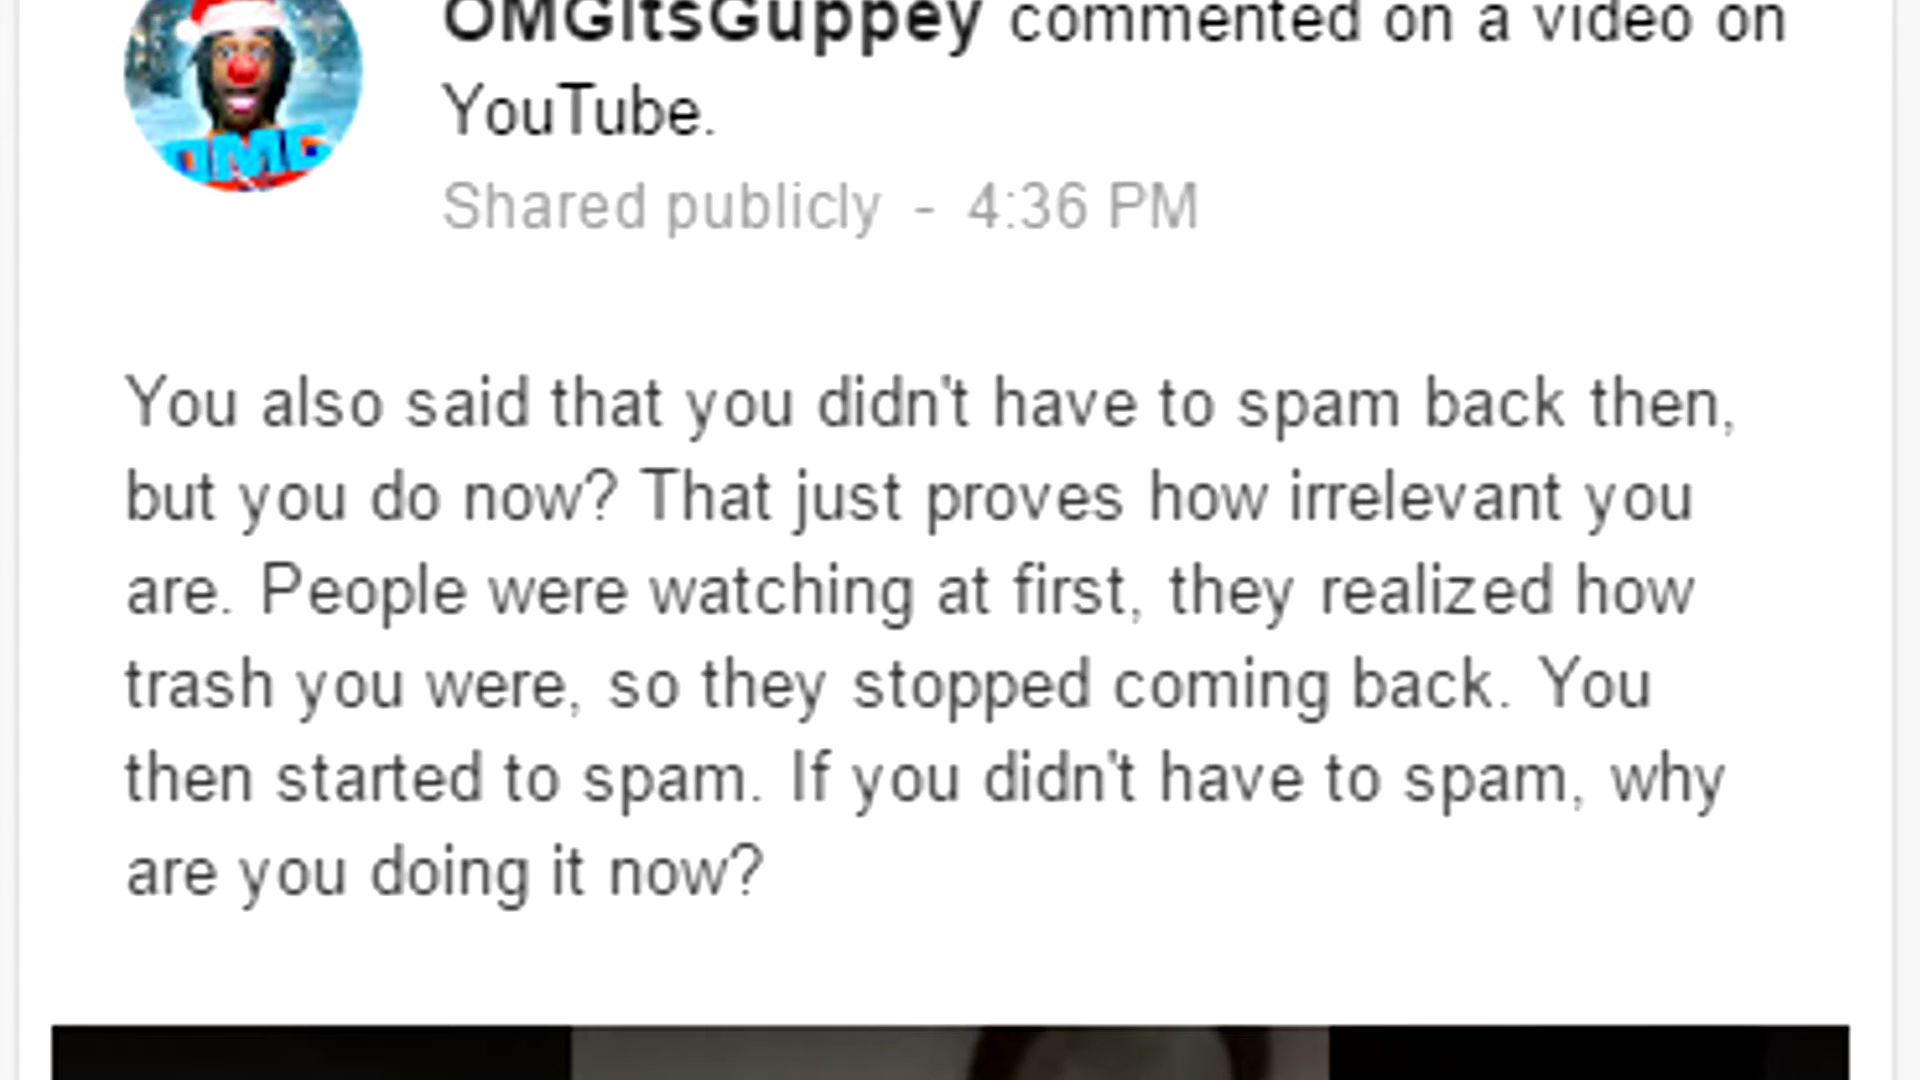 OMGItsGuppey commented on a video on
YouTube.
Shared publicly - 4:36 PM
OMG
You also said that you didn't have to spam back then,
but you do now? That just proves how irrelevant you
are. People were watching at first, they realized how
trash you were, so they stopped coming back. You
then started to spam. If you didn't have to spam, why
are you doing it now?